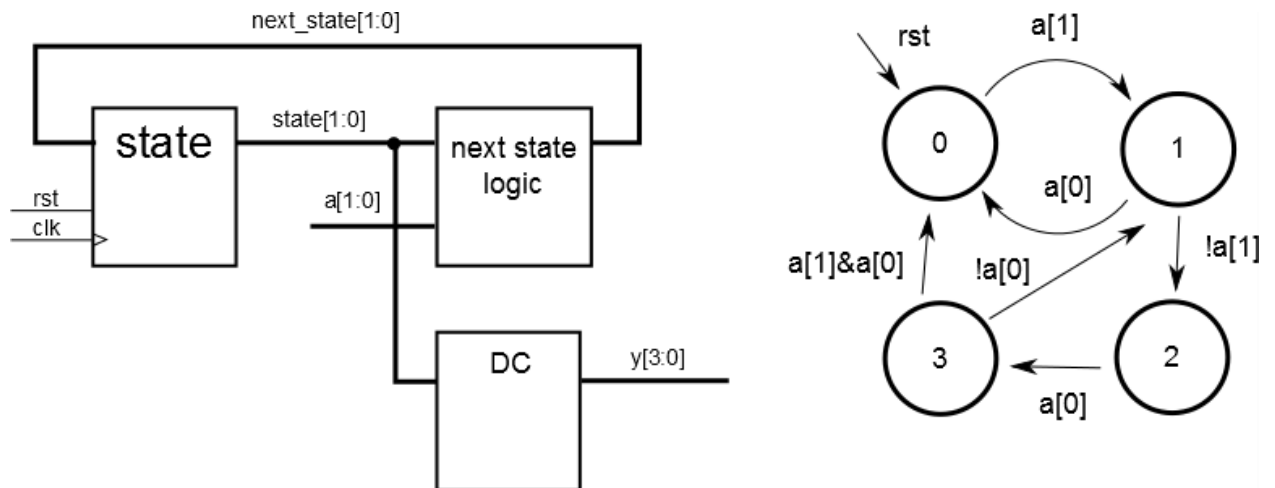 next_state[1:0]
state
state[1:0]
next state
logic
rst
clk
a[1:0]
DC
y[3:0]
rst
a[1]
0
1
a[0]
a[1]&a[0]
!a[0]
!a[1]
3
2
a[0]